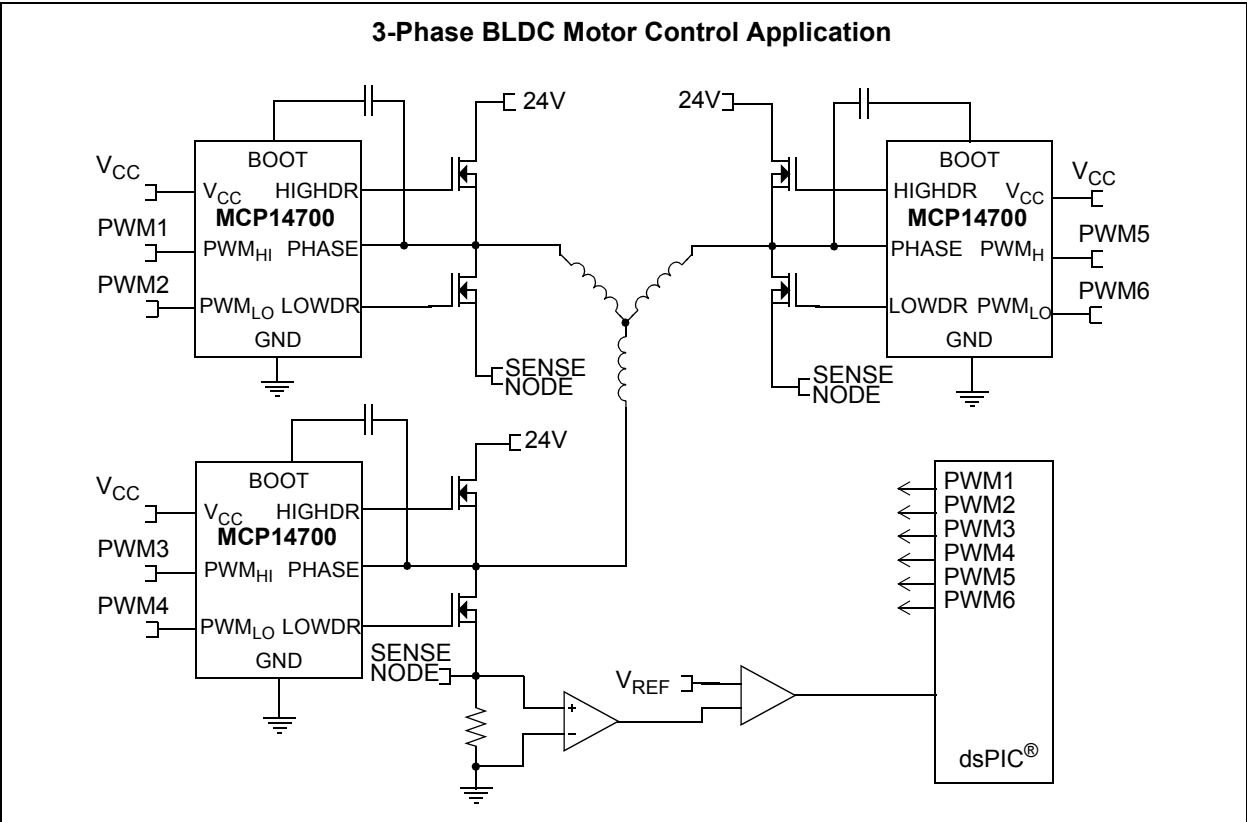 3-Phase BLDC Motor Control Application
24V
BOOT
VCC
VCC
HIGHDR
MCP14700
PWM1
PWMHI
PHASE
PWM2
PWMLO
LOWDR
GND
SENSE
NODE
24V
BOOT
HIGHDR
VCC
VCC
MCP14700
PHASE
PWMH
PWM5
LOWDR
PWMLO
PWM6
GND
SENSE
NODE
24V
BOOT
VCC
VCC
HIGHDR
MCP14700
PWM3
PWMHI
PHASE
PWM4
PWMLO
LOWDR
GND
SENSE
NODE
+
−
VREF
PWM1
PWM2
PWM3
PWM4
PWM5
PWM6
dsPIC®